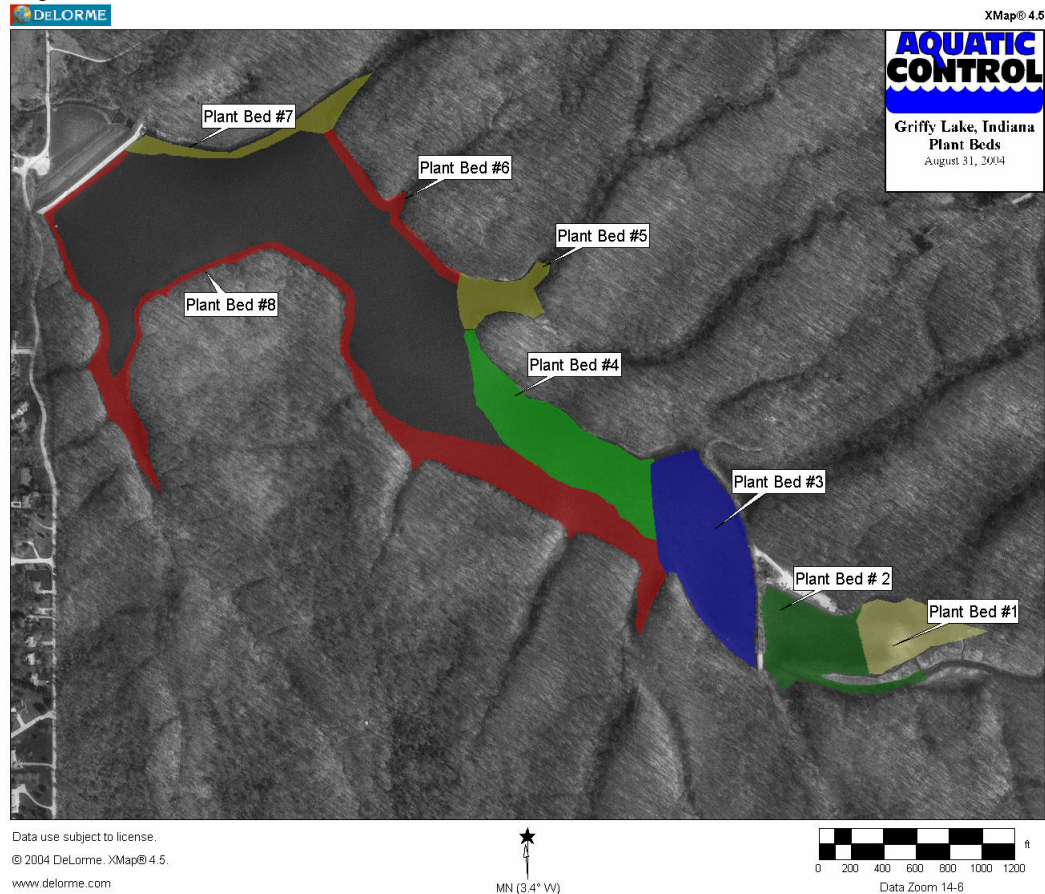 DELORME
XMap® 4.5
AQUATIC
CONTROL
Griffy Lake, Indiana
Plant Beds
August 31, 2004
Plant Bed #7
Plant Bed #6
Plant Bed #5
Plant Bed #8
Plant Bed #4
Plant Bed #3
Plant Bed # 2
Plant Bed #1
Data use subject to license.
© 2004 DeLorme. XMap® 4.5.
www.delorme.com
MN (3.4° W)
ft
0 200 400 600 800 1000 1200
Data Zoom 14-6